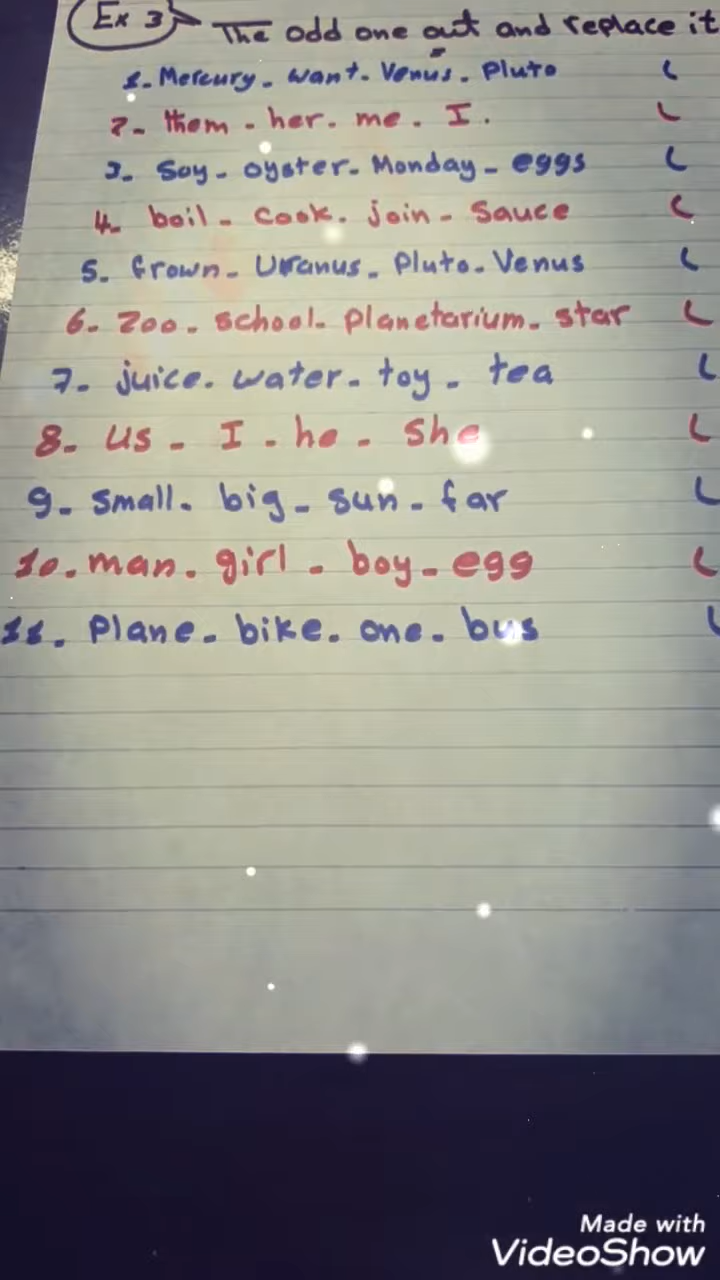 Ex 3 The odd one out and replace it
1. Mercury. want. Venus. Pluto (
2. them - her. me. I. (
3. Soy - oyster. Monday - eggs (
4. boil - cook. join - Sauce (
5. Grown - Uranus. Pluto. Venus (
6. Zoo. school. planetarium. star (
7. juice. water - toy - tea (
8. us - I - he - She (
9. small. big - sun - far (
10. man. girl - boy - egg (
11. plane - bike. one - bus (
Made with
VideoShow